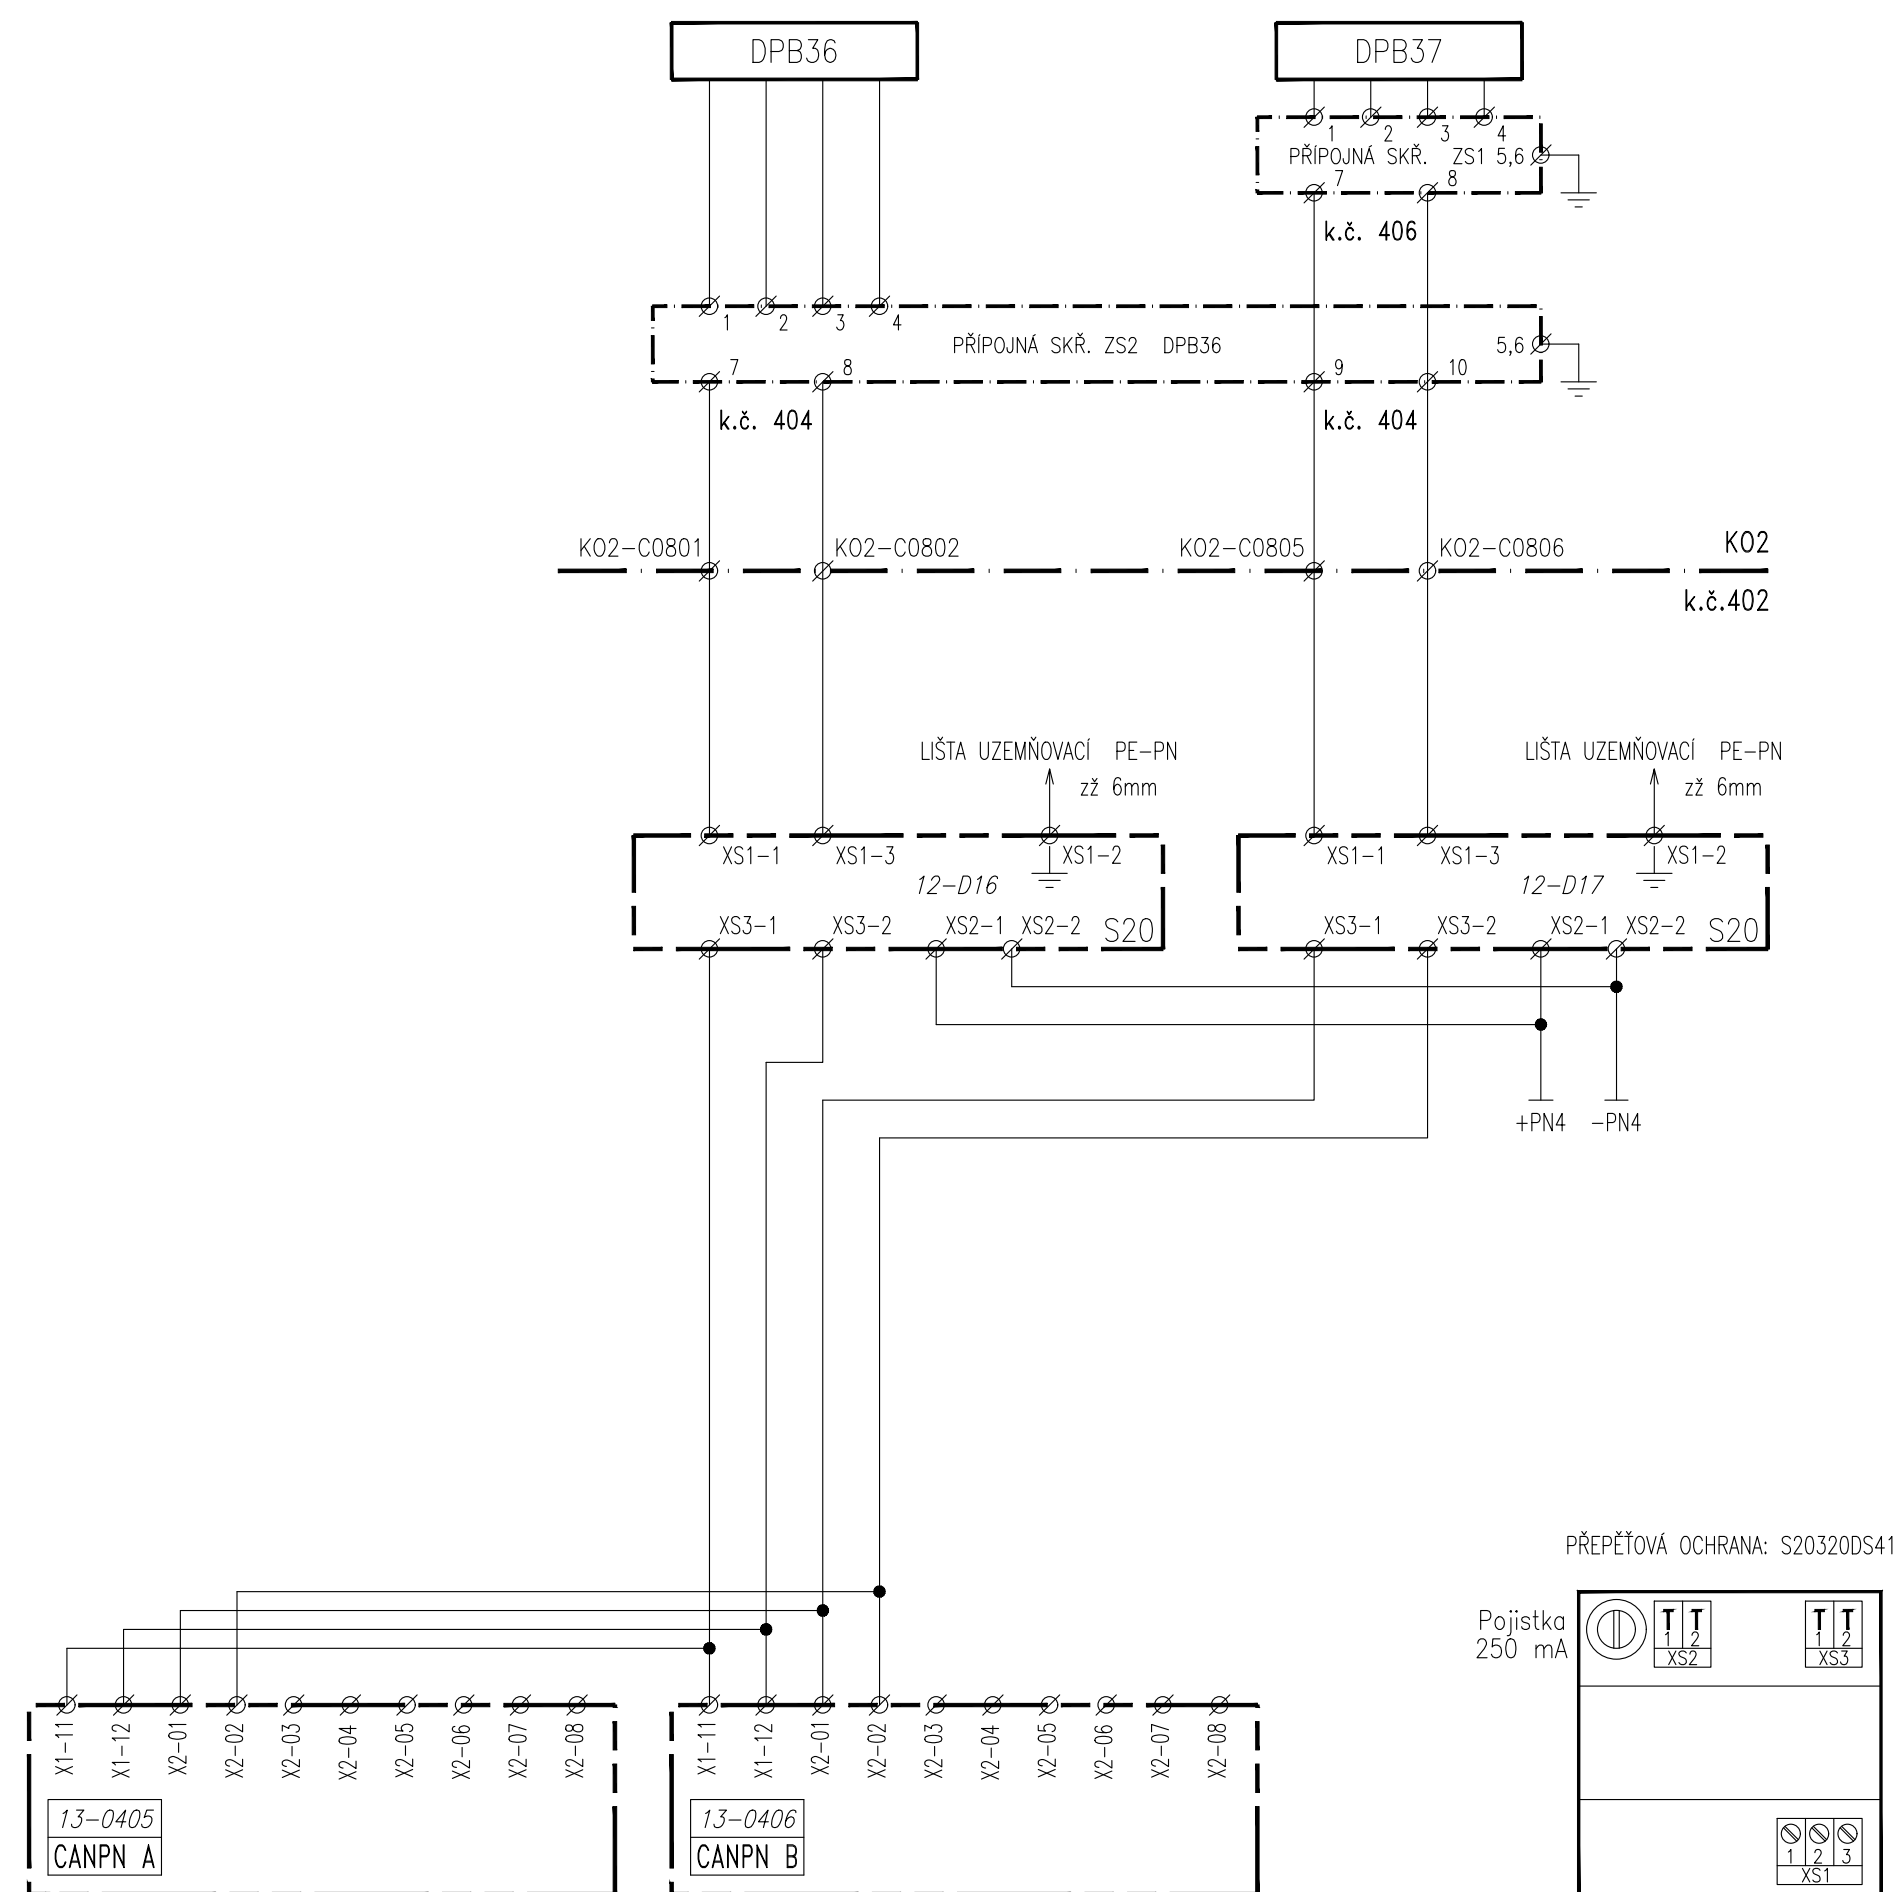 DPB36
DPB37
1 2 3 4
PŘÍPOJNÁ SKŘ. ZS1 5,6
7 8
k.č. 406
1 2 3 4
PŘÍPOJNÁ SKŘ. ZS2 DPB36 5,6
7 8 9 10
k.č. 404
k.č. 404
K02-C0801
K02-C0802
K02-C0805
K02-C0806
K02
k.č.402
LIŠTA UZEMŇOVACÍ PE-PN
zž 6mm
LIŠTA UZEMŇOVACÍ PE-PN
zž 6mm
XS1-1 XS1-3 XS1-2
12-D16
XS3-1 XS3-2 XS2-1 XS2-2 S20
XS1-1 XS1-3 XS1-2
12-D17
XS3-1 XS3-2 XS2-1 XS2-2 S20
+PN4 -PN4
PŘEPĚŤOVÁ OCHRANA: S20320DS41
Pojistka
250 mA
1 2
XS2
1 2
XS3
1 2 3
XS1
X1-11 X1-12 X2-01 X2-02 X2-03 X2-04 X2-05 X2-06 X2-07 X2-08
13-0405
CANPN A
X1-11 X1-12 X2-01 X2-02 X2-03 X2-04 X2-05 X2-06 X2-07 X2-08
13-0406
CANPN B